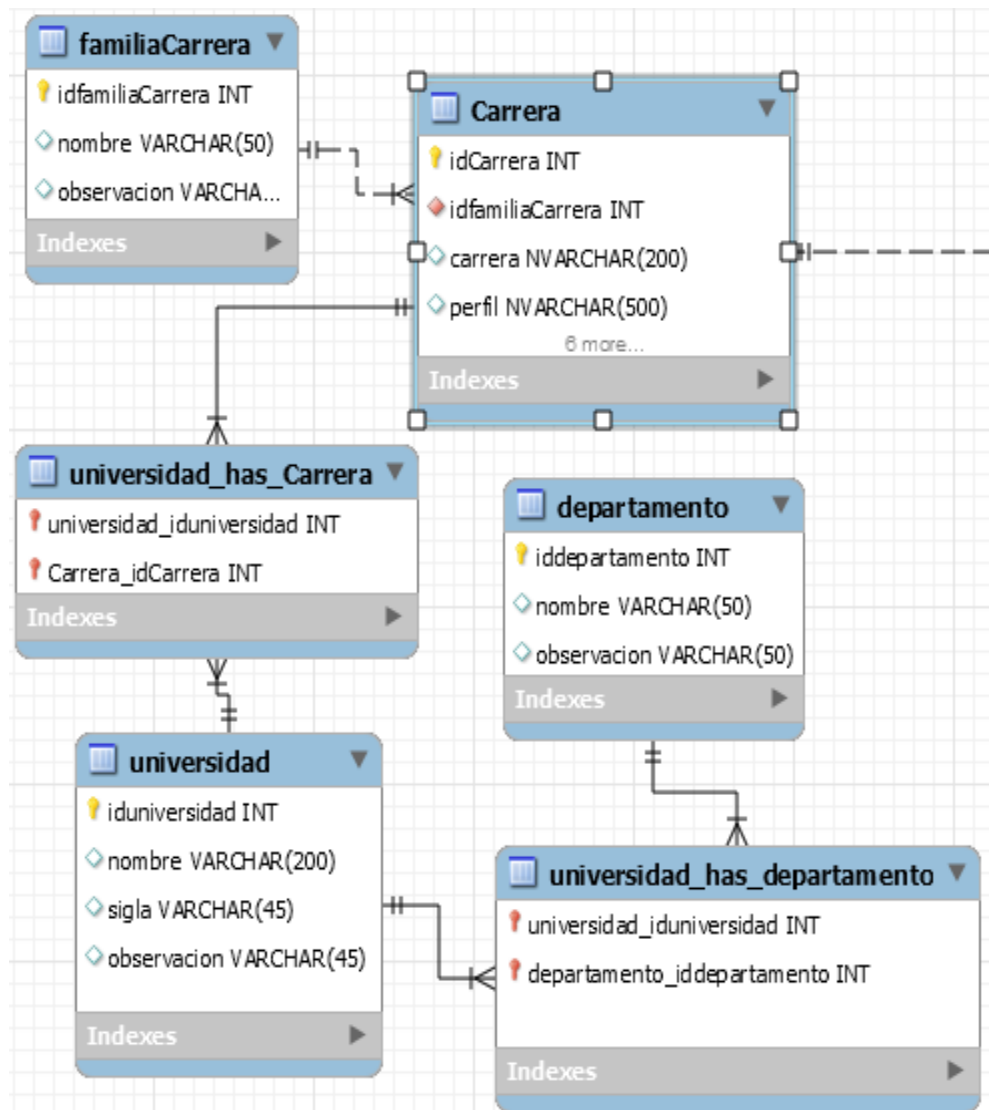 familiaCarrera
idfamiliaCarrera INT
nombre VARCHAR(50)
observacion VARCHA...
Indexes
Carrera
idCarrera INT
idfamiliaCarrera INT
carrera NVARCHAR(200)
perfil NVARCHAR(500)
6 more...
Indexes
universidad_has_Carrera
universidad_iduniversidad INT
Carrera_idCarrera INT
Indexes
departamento
iddepartamento INT
nombre VARCHAR(50)
observacion VARCHAR(50)
Indexes
universidad
iduniversidad INT
nombre VARCHAR(200)
sigla VARCHAR(45)
observacion VARCHAR(45)
Indexes
universidad_has_departamento
universidad_iduniversidad INT
departamento_iddepartamento INT
Indexes